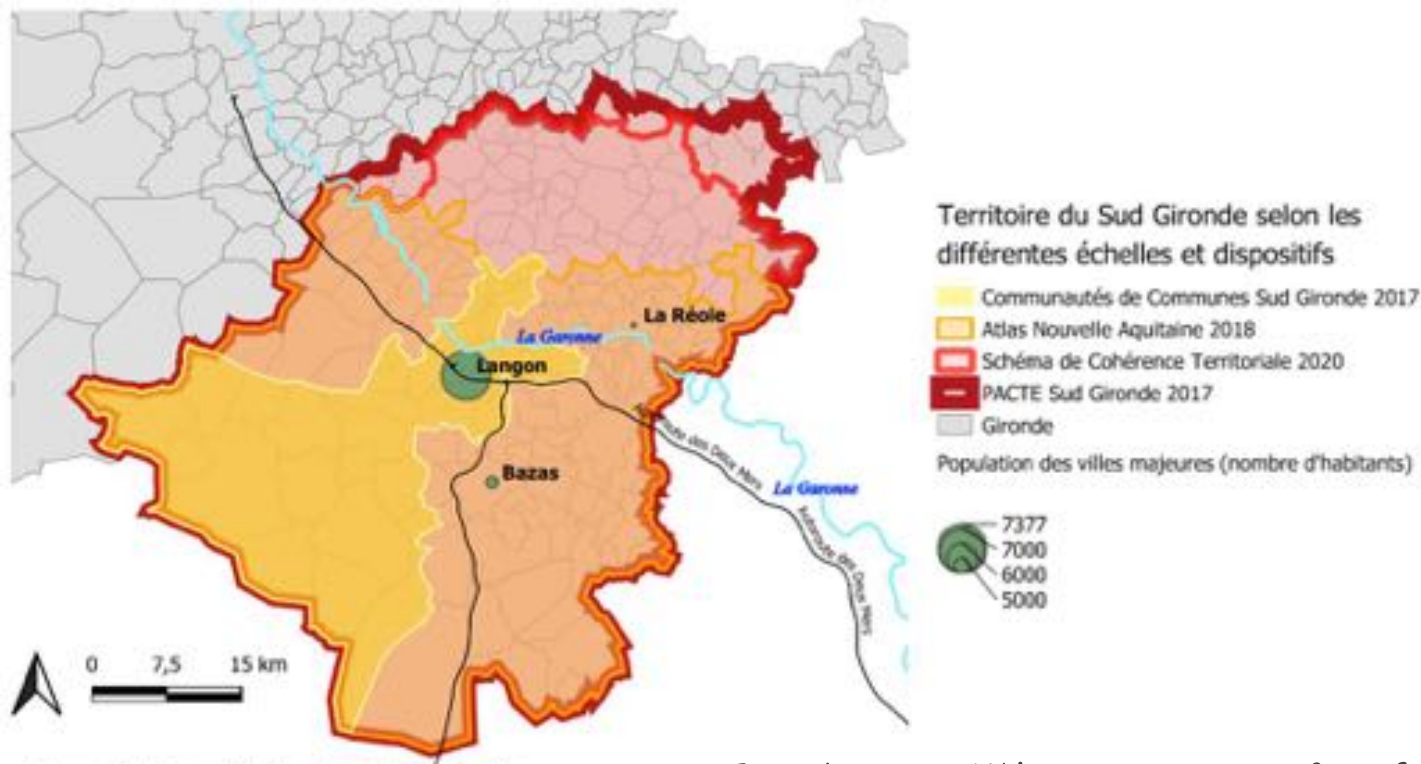 La Réole
La Garonne
Langon
Bazas
Autoroute des Deux Mers
La Garonne
Autoroute des Deux Mers
0 7,5 15 km
Territoire du Sud Gironde selon les
différentes échelles et dispositifs
Communautés de Communes Sud Gironde 2017
Atlas Nouvelle Aquitaine 2018
Schéma de Cohérence Territoriale 2020
PACTE Sud Gironde 2017
Gironde
Population des villes majeures (nombre d'habitants)
7377
7000
6000
5000